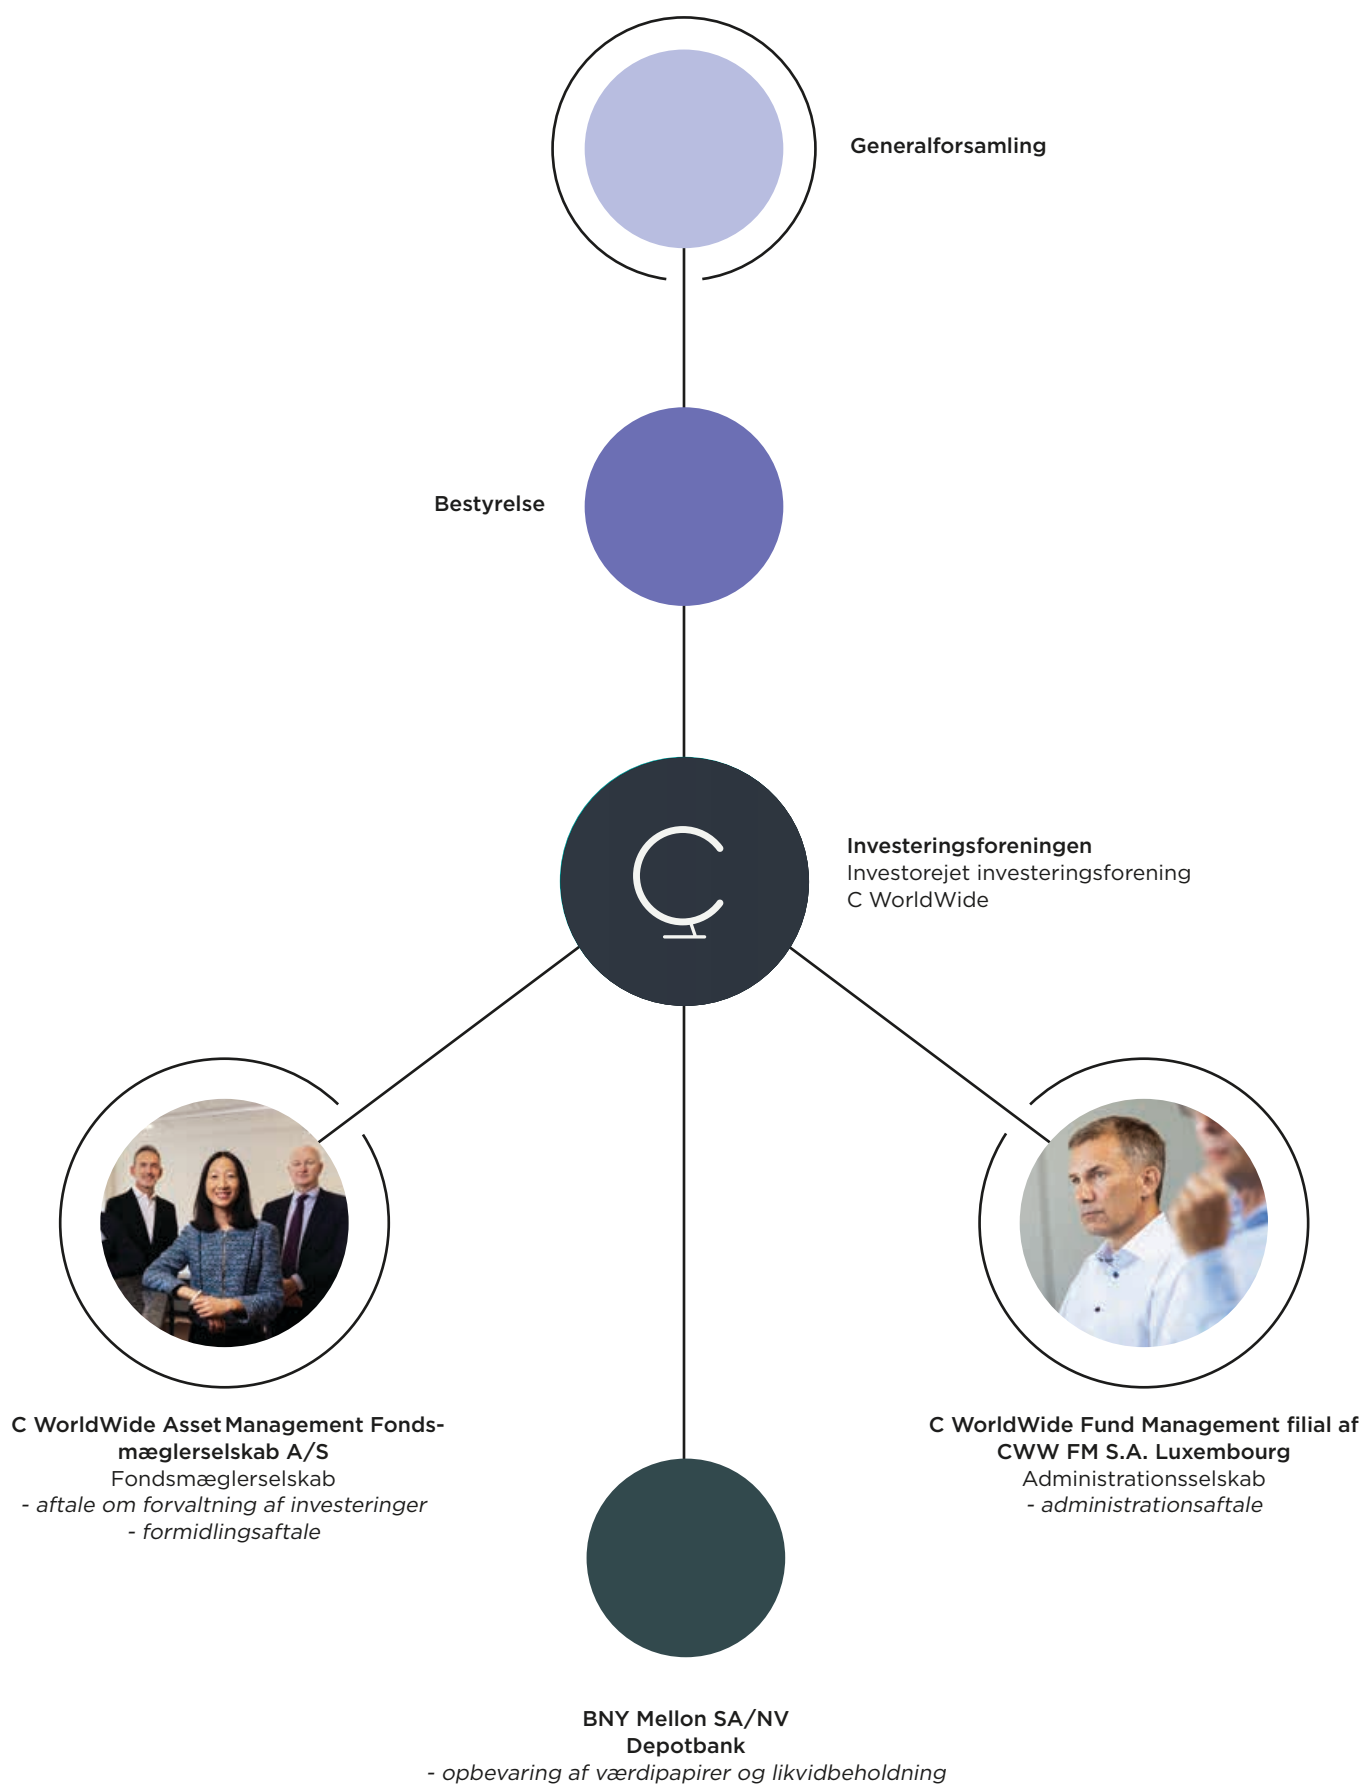 Generalforsamling
Bestyrelse
Investeringsforeningen
Investorejet investeringsforening
C WorldWide
C WorldWide Asset Management Fonds-
mæglerselskab A/S
Fondsmæglerselskab
- aftale om forvaltning af investeringer
- formidlingsaftale
C WorldWide Fund Management filial af
CWW FM S.A. Luxembourg
Administrationsselskab
- administrationsaftale
BNY Mellon SA/NV
Depotbank
- opbevaring af værdipapirer og likvidbeholdning